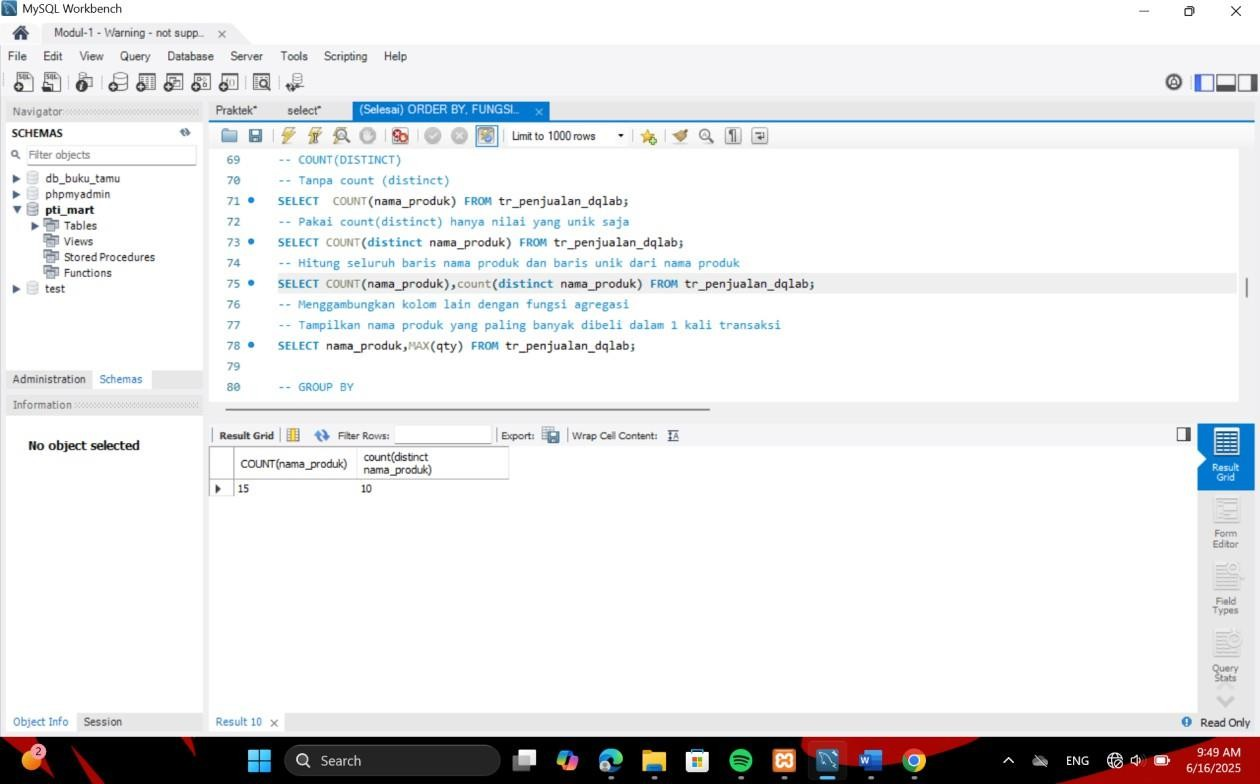 MySQL Workbench
Modul-1 - Warning - not supp...
File Edit View Query Database Server Tools Scripting Help
Navigator
SCHEMAS
Filter objects
db_buku_tamu
phpmyadmin
pti_mart
Tables
Views
Stored Procedures
Functions
test
Administration Schemas
Information
No object selected
Object Info Session
Praktek* select* (Selesai) ORDER BY, FUNGSI...
Limit to 1000 rows
69 -- COUNT(DISTINCT)
70 -- Tanpa count (distinct)
71 SELECT  COUNT(nama_produk) FROM tr_penjualan_dqlab;
72 -- Pakai count(distinct) hanya nilai yang unik saja
73 SELECT COUNT(distinct nama_produk) FROM tr_penjualan_dqlab;
74 -- Hitung seluruh baris nama produk dan baris unik dari nama produk
75 SELECT COUNT(nama_produk),count(distinct nama_produk) FROM tr_penjualan_dqlab;
76 -- Menggambungkan kolom lain dengan fungsi agregasi
77 -- Tampilkan nama produk yang paling banyak dibeli dalam 1 kali transaksi
78 SELECT nama_produk,MAX(qty) FROM tr_penjualan_dqlab;
79
80 -- GROUP BY
Result Grid Filter Rows: Export: Wrap Cell Content:
COUNT(nama_produk) count(distinct
nama_produk)
15 10
Result
Grid
Form
Editor
Field
Types
Query
Stats
Result 10
Read Only
2
Search
ENG
9:49 AM
6/16/2025